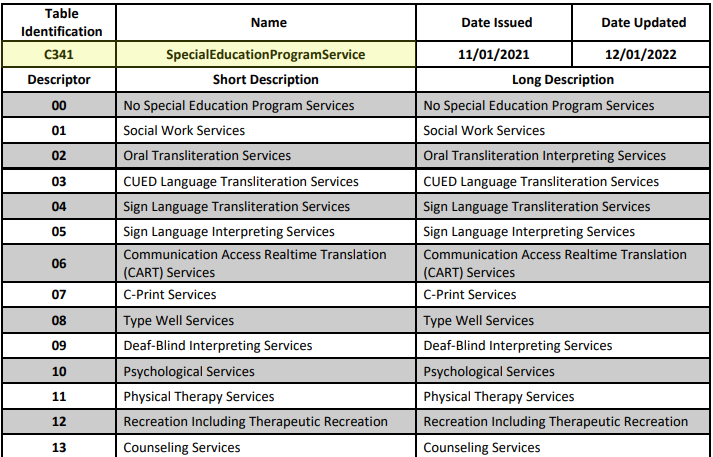 Table Identification Name Date Issued Date Updated
C341 SpecialEducationProgramService 11/01/2021 12/01/2022
Descriptor Short Description Long Description
00 No Special Education Program Services No Special Education Program Services
01 Social Work Services Social Work Services
02 Oral Transliteration Services Oral Transliteration Interpreting Services
03 CUED Language Transliteration Services CUED Language Transliteration Services
04 Sign Language Transliteration Services Sign Language Transliteration Services
05 Sign Language Interpreting Services Sign Language Interpreting Services
06 Communication Access Realtime Translation (CART) Services Communication Access Realtime Translation (CART) Services
07 C-Print Services C-Print Services
08 Type Well Services Type Well Services
09 Deaf-Blind Interpreting Services Deaf-Blind Interpreting Services
10 Psychological Services Psychological Services
11 Physical Therapy Services Physical Therapy Services
12 Recreation Including Therapeutic Recreation Recreation Including Therapeutic Recreation
13 Counseling Services Counseling Services